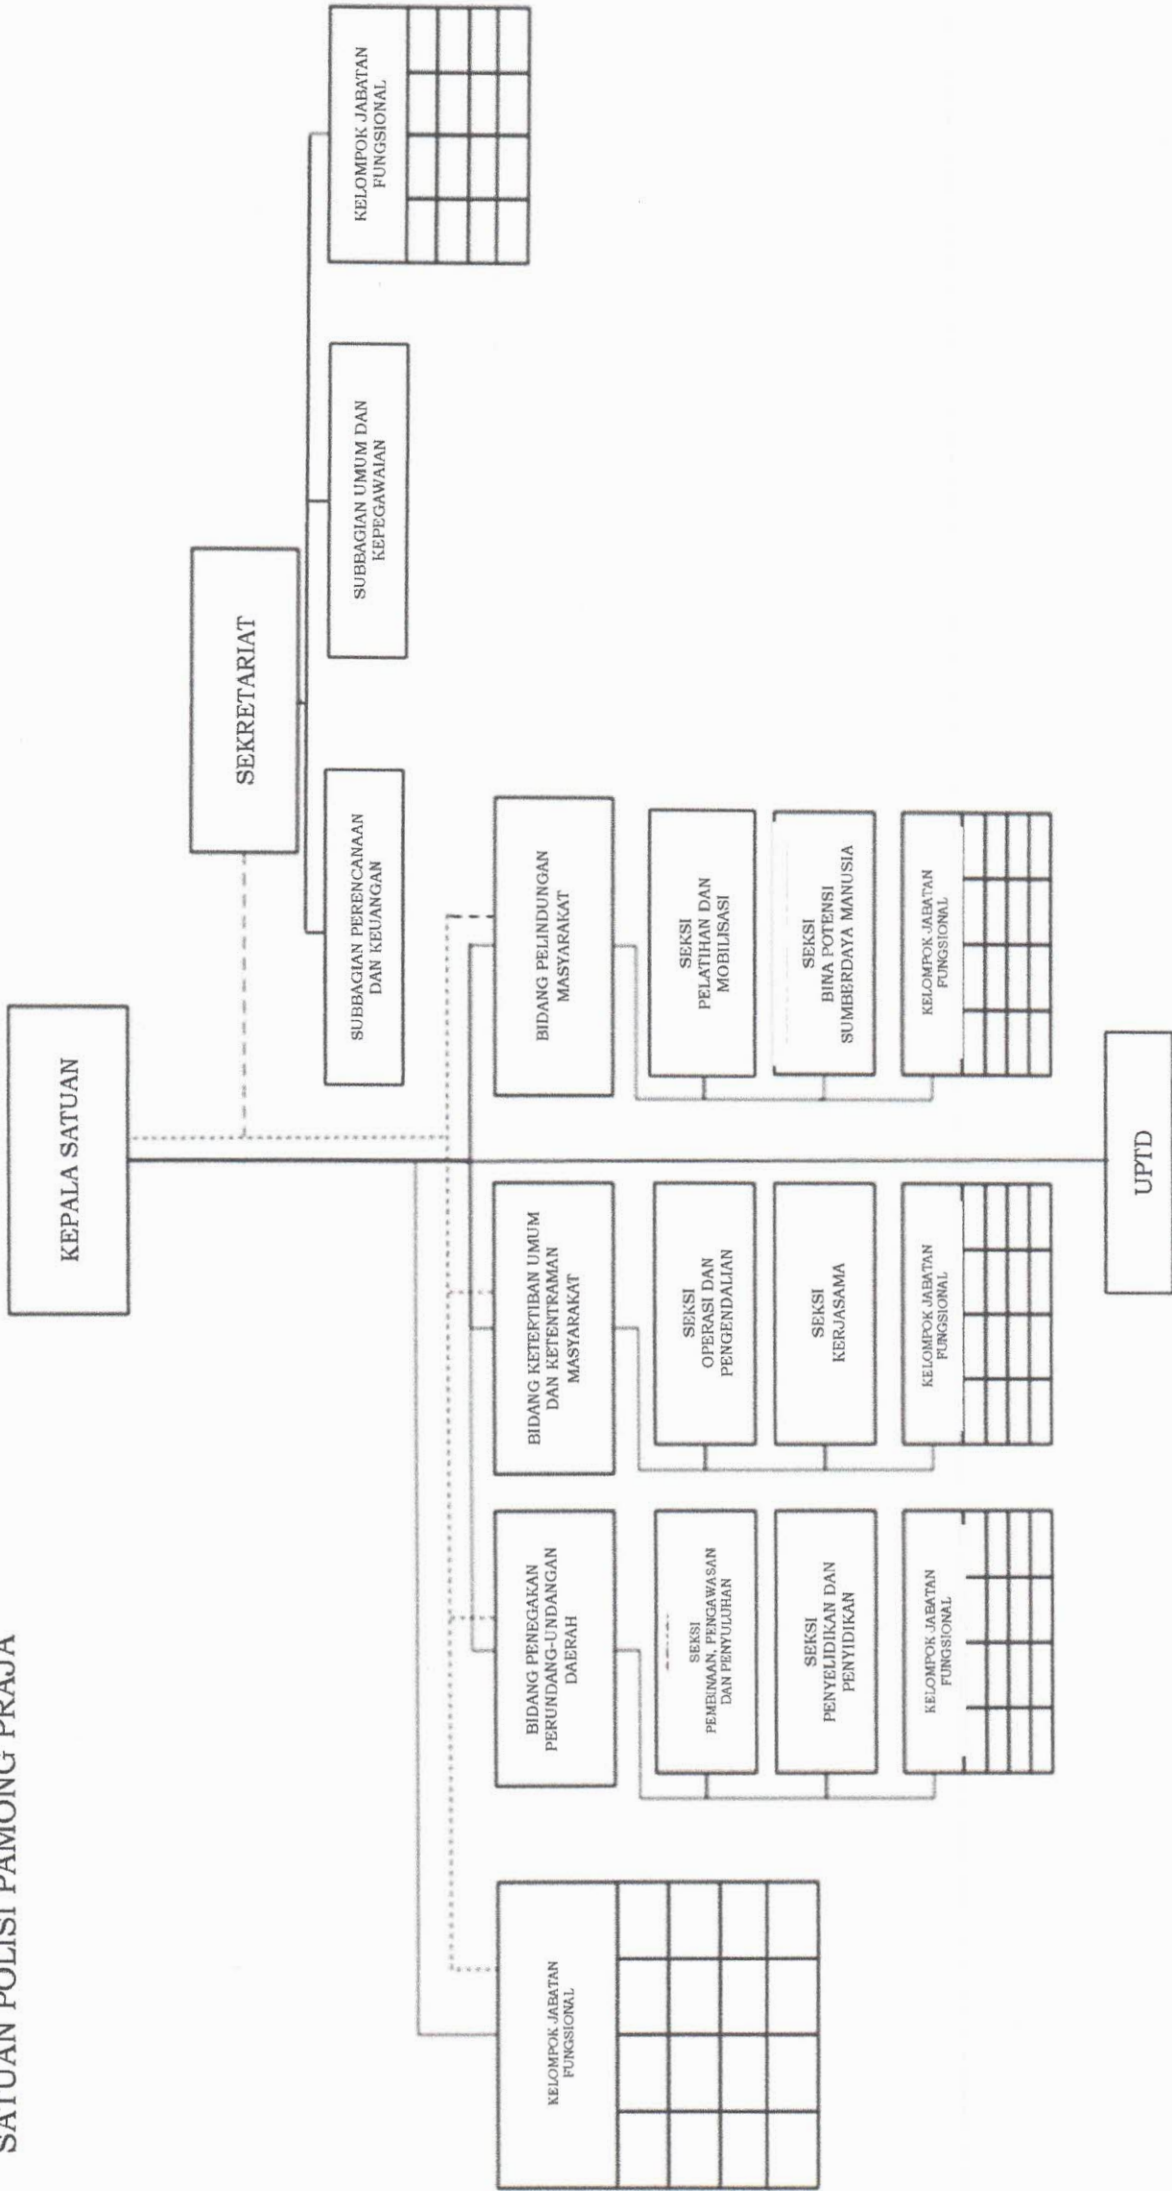 SATUAN POLISI PAMONG PRAJA
KEPALA SATUAN
SEKRETARIAT
SUBBAGIAN PERENCANAAN
DAN KEUANGAN
SUBBAGIAN UMUM DAN
KEPEGAWAIAN
KELOMPOK JABATAN
FUNGSIONAL
KELOMPOK JABATAN
FUNGSIONAL
BIDANG PENEGAKAN
PERUNDANG-UNDANGAN
DAERAH
SEKSI
PEMBINAAN, PENGAWASAN
DAN PENYULUHAN
SEKSI
PENYELIDIKAN DAN
PENYIDIKAN
KELOMPOK JABATAN
FUNGSIONAL
BIDANG KETERTIBAN UMUM
DAN KETENTRAMAN
MASYARAKAT
SEKSI
OPERASI DAN
PENGENDALIAN
SEKSI
KERJASAMA
KELOMPOK JABATAN
FUNGSIONAL
BIDANG PELINDUNGAN
MASYARAKAT
SEKSI
PELATIHAN DAN
MOBILISASI
SEKSI
BINA POTENSI
SUMBERDAYA MANUSIA
KELOMPOK JABATAN
FUNGSIONAL
UPTD